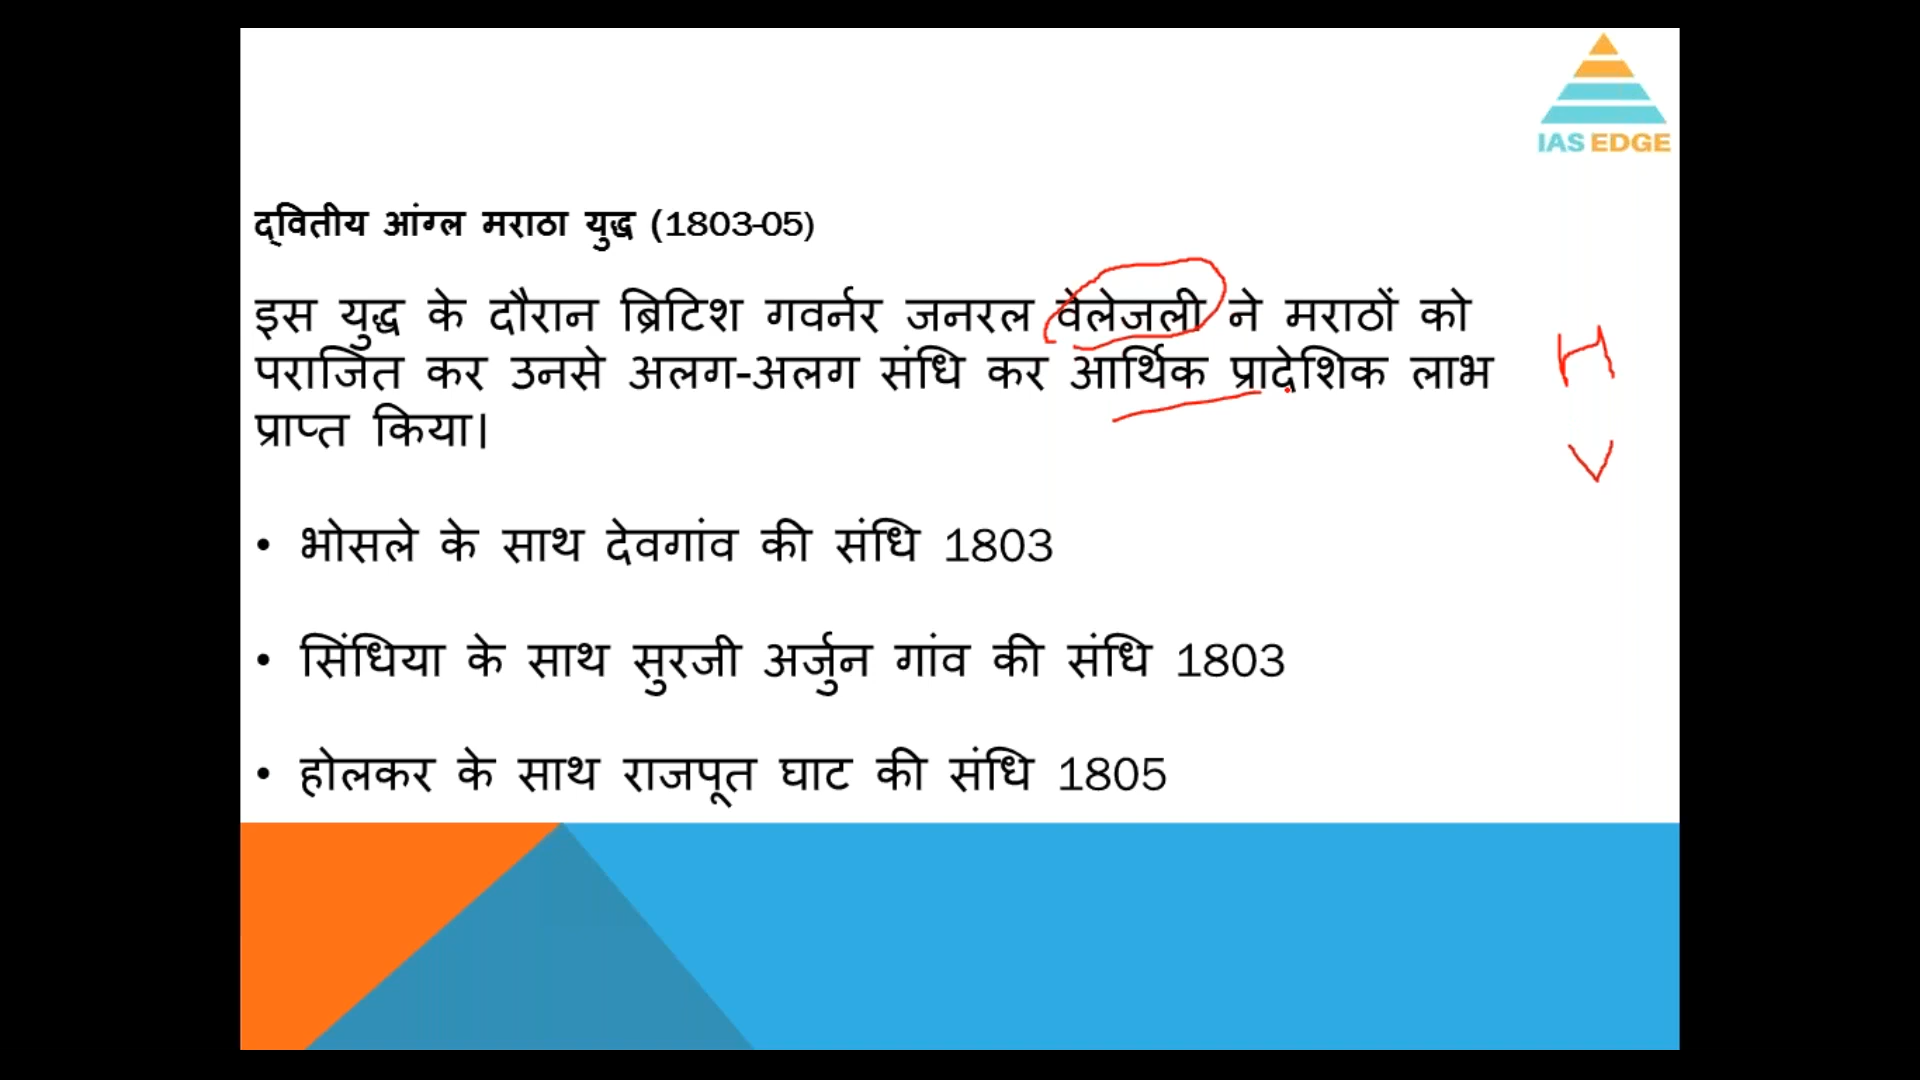 IAS EDGE
द्वितीय आंग्ल मराठा युद्ध (1803-05)
इस युद्ध के दौरान ब्रिटिश गवर्नर जनरल वेलेजली ने मराठों को
पराजित कर उनसे अलग-अलग संधि कर आर्थिक प्रादेशिक लाभ
प्राप्त किया।
• भोसले के साथ देवगांव की संधि 1803
• सिंधिया के साथ सुरजी अर्जुन गांव की संधि 1803
• होलकर के साथ राजपूत घाट की संधि 1805